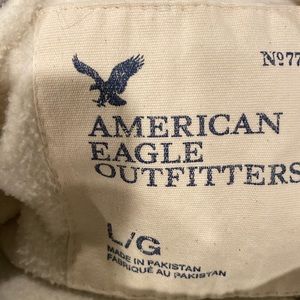 Nº77
AMERICAN
EAGLE
OUTFITTERS
L/G
MADE IN PAKISTAN
FABRIQUÉ AU PAKISTAN